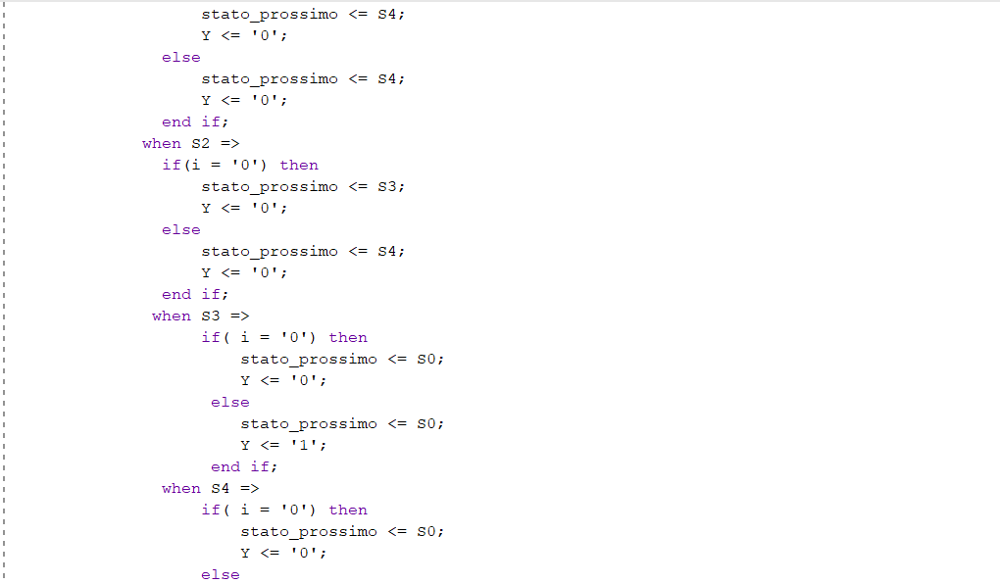 stato_prossimo <= S4;
Y <= '0';
else
stato_prossimo <= S4;
Y <= '0';
end if;
when S2 =>
if(i = '0') then
stato_prossimo <= S3;
Y <= '0';
else
stato_prossimo <= S4;
Y <= '0';
end if;
when S3 =>
if( i = '0') then
stato_prossimo <= S0;
Y <= '0';
else
stato_prossimo <= S0;
Y <= '1';
end if;
when S4 =>
if( i = '0') then
stato_prossimo <= S0;
Y <= '0';
else